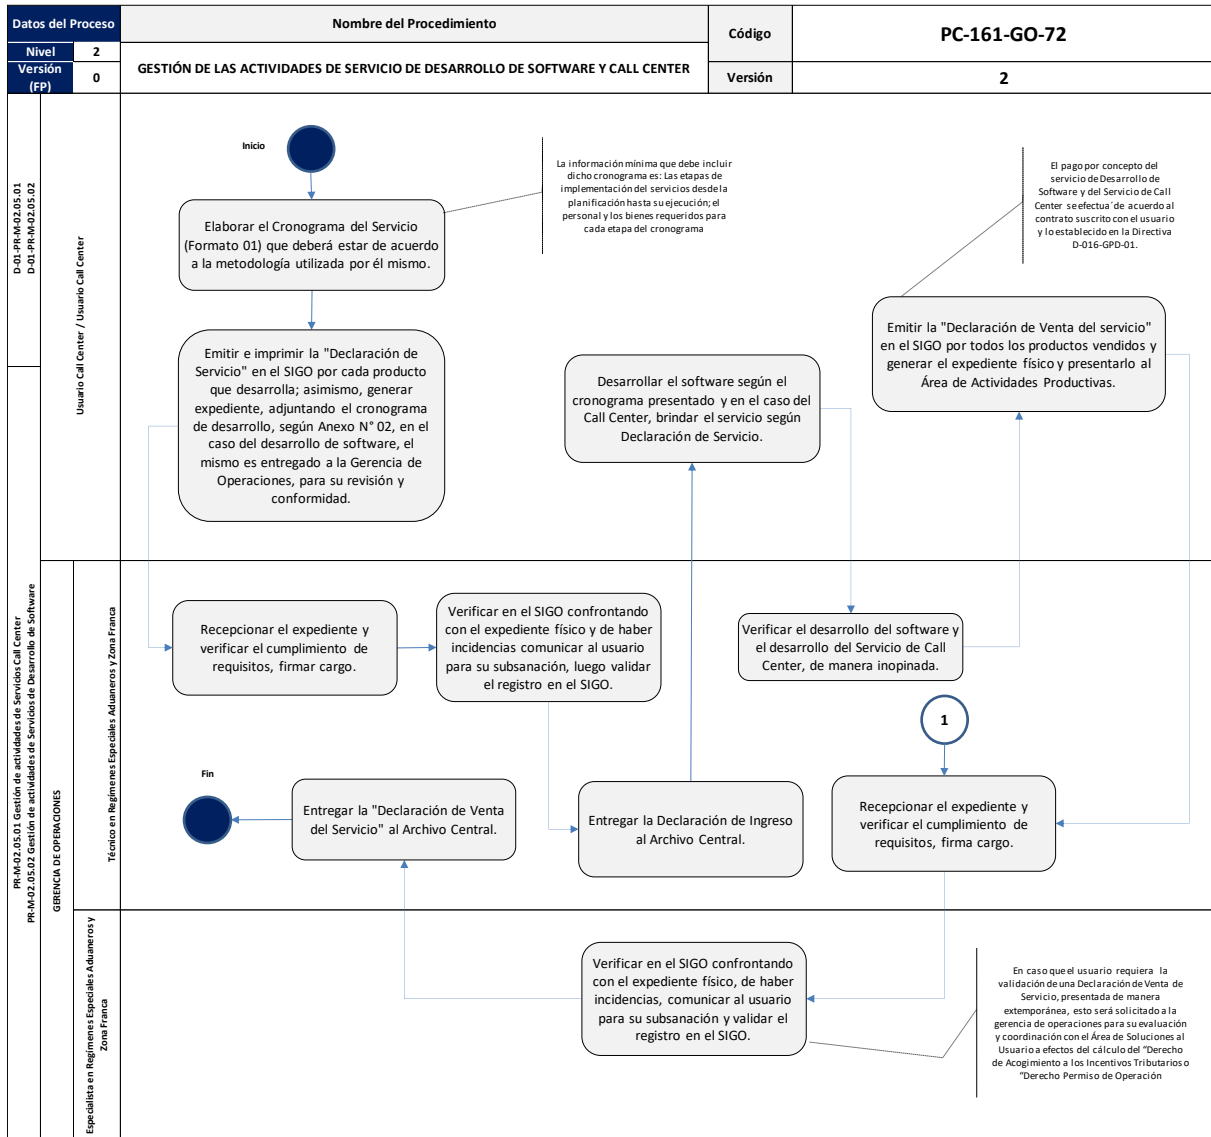 Datos del Proceso
Nombre del Procedimiento
Código
PC-161-GO-72
Nivel
2
Versión
(FP)
0
GESTIÓN DE LAS ACTIVIDADES DE SERVICIO DE DESARROLLO DE SOFTWARE Y CALL CENTER
Versión
2
D-01-PR-M-02.05.01
D-01-PR-M-02.05.02
Usuario Call Center / Usuario Call Center
Inicio
La información mínima que debe incluir
dicho cronograma es: Las etapas de
implementación del servicios desde la
planificación hasta su ejecución; el
personal y los bienes requeridos para
cada etapa del cronograma
El pago por concepto del
servicio de Desarrollo de
Software y del Servicio de Call
Center se efectua´ de acuerdo al
contrato suscrito con el usuario
y lo establecido en la Directiva
D-016-GPD-01.
Elaborar el Cronograma del Servicio
(Formato 01) que deberá estar de acuerdo
a la metodología utilizada por él mismo.
Emitir e imprimir la "Declaración de
Servicio" en el SIGO por cada producto
que desarrolla; asimismo, generar
expediente, adjuntando el cronograma
de desarrollo, según Anexo N° 02, en el
caso del desarrollo de software, el
mismo es entregado a la Gerencia de
Operaciones, para su revisión y
conformidad.
Desarrollar el software según el
cronograma presentado y en el caso del
Call Center, brindar el servicio según
Declaración de Servicio.
Emitir la "Declaración de Venta del servicio"
en el SIGO por todos los productos vendidos y
generar el expediente físico y presentarlo al
Área de Actividades Productivas.
PR-M-02.05.01 Gestión de actividades de Servicios Call Center
PR-M-02.05.02 Gestión de actividades de Servicios de Desarrollo de Software
GERENCIA DE OPERACIONES
Técnico en Regímenes Especiales Aduaneros y Zona Franca
Recepcionar el expediente y
verificar el cumplimiento de
requisitos, firmar cargo.
Verificar en el SIGO confrontando
con el expediente físico y de haber
incidencias comunicar al usuario
para su subsanación, luego validar
el registro en el SIGO.
Verificar el desarrollo del software y
el desarrollo del Servicio de Call
Center, de manera inopinada.
1
Fin
Entregar la "Declaración de Venta
del Servicio" al Archivo Central.
Entregar la Declaración de Ingreso
al Archivo Central.
Recepcionar el expediente y
verificar el cumplimiento de
requisitos, firma cargo.
Especialista en Regímenes Especiales Aduaneros y
Zona Franca
Verificar en el SIGO confrontando
con el expediente físico, de haber
incidencias, comunicar al usuario
para su subsanación y validar el
registro en el SIGO.
En caso que el usuario requiera la
validación de una Declaración de Venta de
Servicio, presentada de manera
extemporánea, esto será solicitado a la
gerencia de operaciones para su evaluación
y coordinación con el Área de Soluciones al
Usuario a efectos del cálculo del "Derecho
de Acogimiento a los Incentivos Tributarios o
"Derecho Permiso de Operación